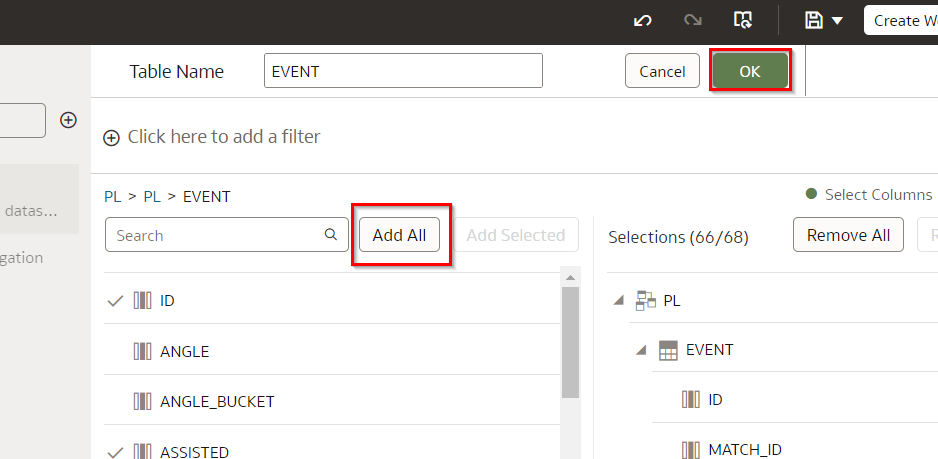 Create W
Table Name EVENT Cancel OK
Click here to add a filter
PL > PL > EVENT
Select Columns
datas...
gation
Search Add All Add Selected
Selections (66/68) Remove All R
ID
ANGLE
ANGLE_BUCKET
ASSISTED
PL
EVENT
ID
MATCH_ID